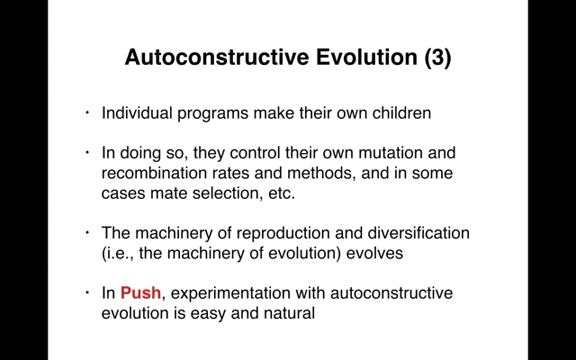 Autoconstructive Evolution (3)
· Individual programs make their own children
· In doing so, they control their own mutation and
recombination rates and methods, and in some
cases mate selection, etc.
· The machinery of reproduction and diversification
(i.e., the machinery of evolution) evolves
· In Push, experimentation with autoconstructive
evolution is easy and natural